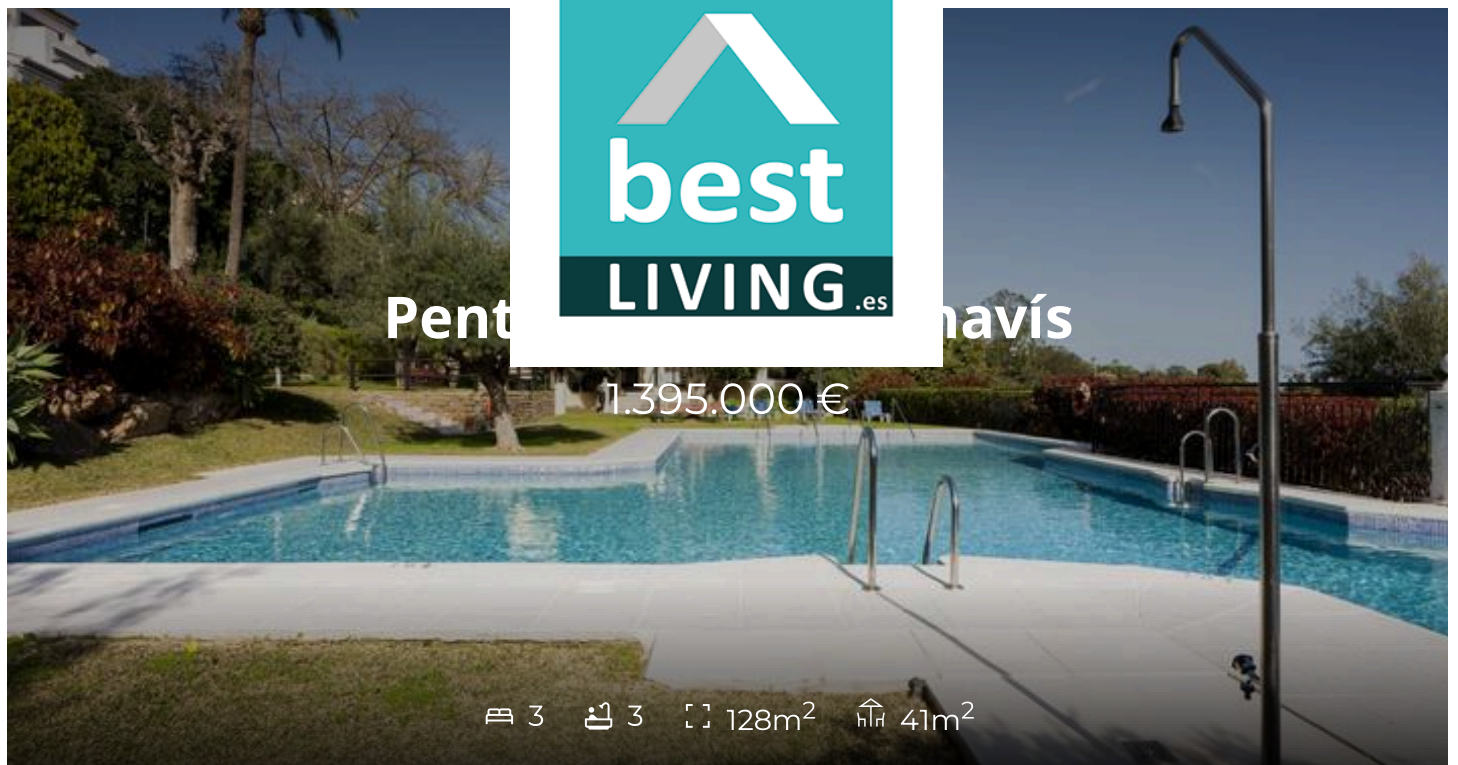 best
LIVING.es
Pent navís
1.395.000 €
3 3 128m² 41m²